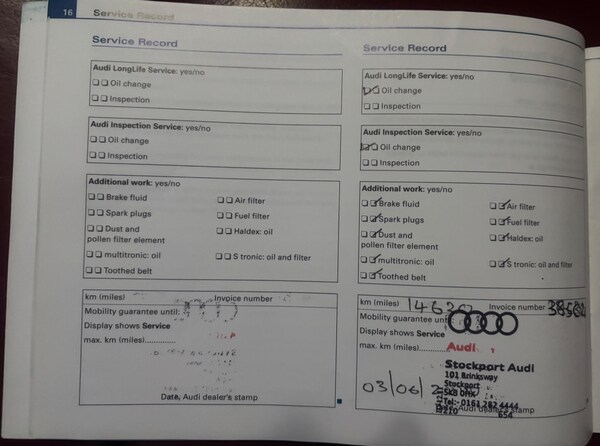 16 Service Record
Service Record
Audi LongLife Service: yes/no
Oil change
Inspection
Audi Inspection Service: yes/no
Oil change
Inspection
Additional work: yes/no
Brake fluid
Air filter
Spark plugs
Fuel filter
Dust and
pollen filter element
Haldex: oil
multitronic: oil
S tronic: oil and filter
Toothed belt
km (miles) Invoice number
Mobility guarantee until:
Display shows Service
max. km (miles)
Date, Audi dealer's stamp
Service Record
Audi LongLife Service: yes/no
Oil change
Inspection
Audi Inspection Service: yes/no
Oil change
Inspection
Additional work: yes/no
Brake fluid
Air filter
Spark plugs
Fuel filter
Dust and
pollen filter element
Haldex: oil
multitronic: oil
S tronic: oil and filter
Toothed belt
km (miles) Invoice number
Mobility guarantee
Display shows Service
max. km (miles)............ Audi
Stockport Audi
101 Brinksway
Stockport
03/06/ SK3 0HX
Tel:- 0161 282 4444
Audi dealer's stamp